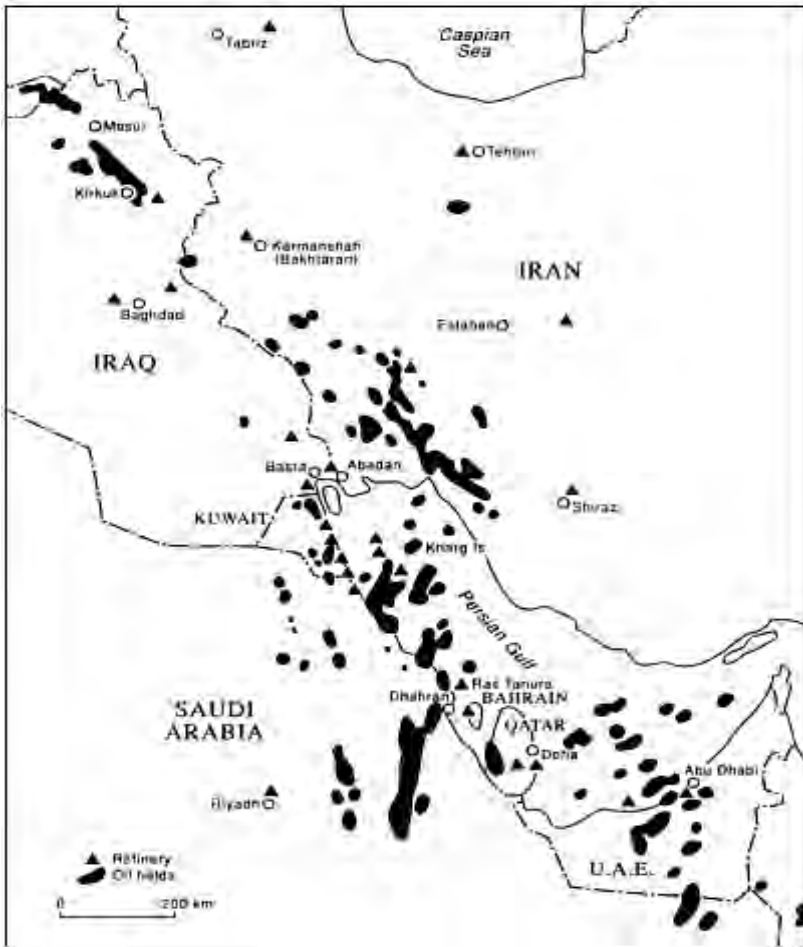 Caspian
Sea
Tabriz
Mosul
Tehran
Kirkuk
Kermanshah
(Bakhtaran)
IRAN
Baghdad
Esfahan
IRAQ
Basra
Abadan
KUWAIT
Shiraz
Kharg Is
Persian Gulf
Ras Tanura
Dhahran
BAHRAIN
SAUDI
ARABIA
QATAR
Doha
Abu Dhabi
Riyadh
Refinery
Oil fields
U.A.E.
0 200 km